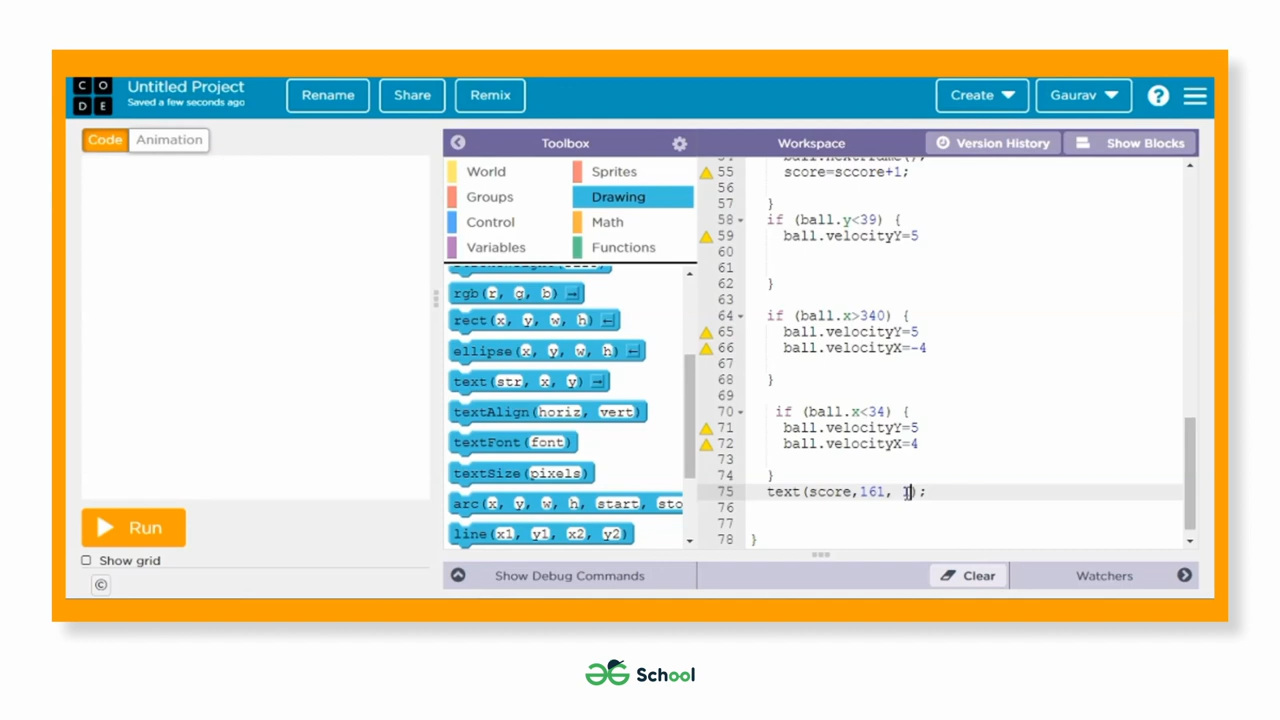 CODE
Untitled Project
Saved a few seconds ago
Rename
Share
Remix
Create
Gaurav
?
Code
Animation
Toolbox
Workspace
Version History
Show Blocks
World
Sprites
Groups
Drawing
Control
Math
Variables
Functions
rgb(r, g, b)
rect(x, y, w, h)
ellipse(x, y, w, h)
text(str, x, y)
textAlign(horiz, vert)
textFont(font)
textSize(pixels)
arc(x, y, w, h, start, sto
line(x1, y1, x2, y2)
55 score=sccore+1;
56
57 }
58 if (ball.y<39) {
59 ball.velocityY=5
60
61
62 }
63
64 if (ball.x>340) {
65 ball.velocityY=5
66 ball.velocityX=-4
67
68 }
69
70 if (ball.x<34) {
71 ball.velocityY=5
72 ball.velocityX=4
73
74 }
75 text(score,161, 1);
76
77
78 }
Run
Show grid
©
Show Debug Commands
Clear
Watchers
School